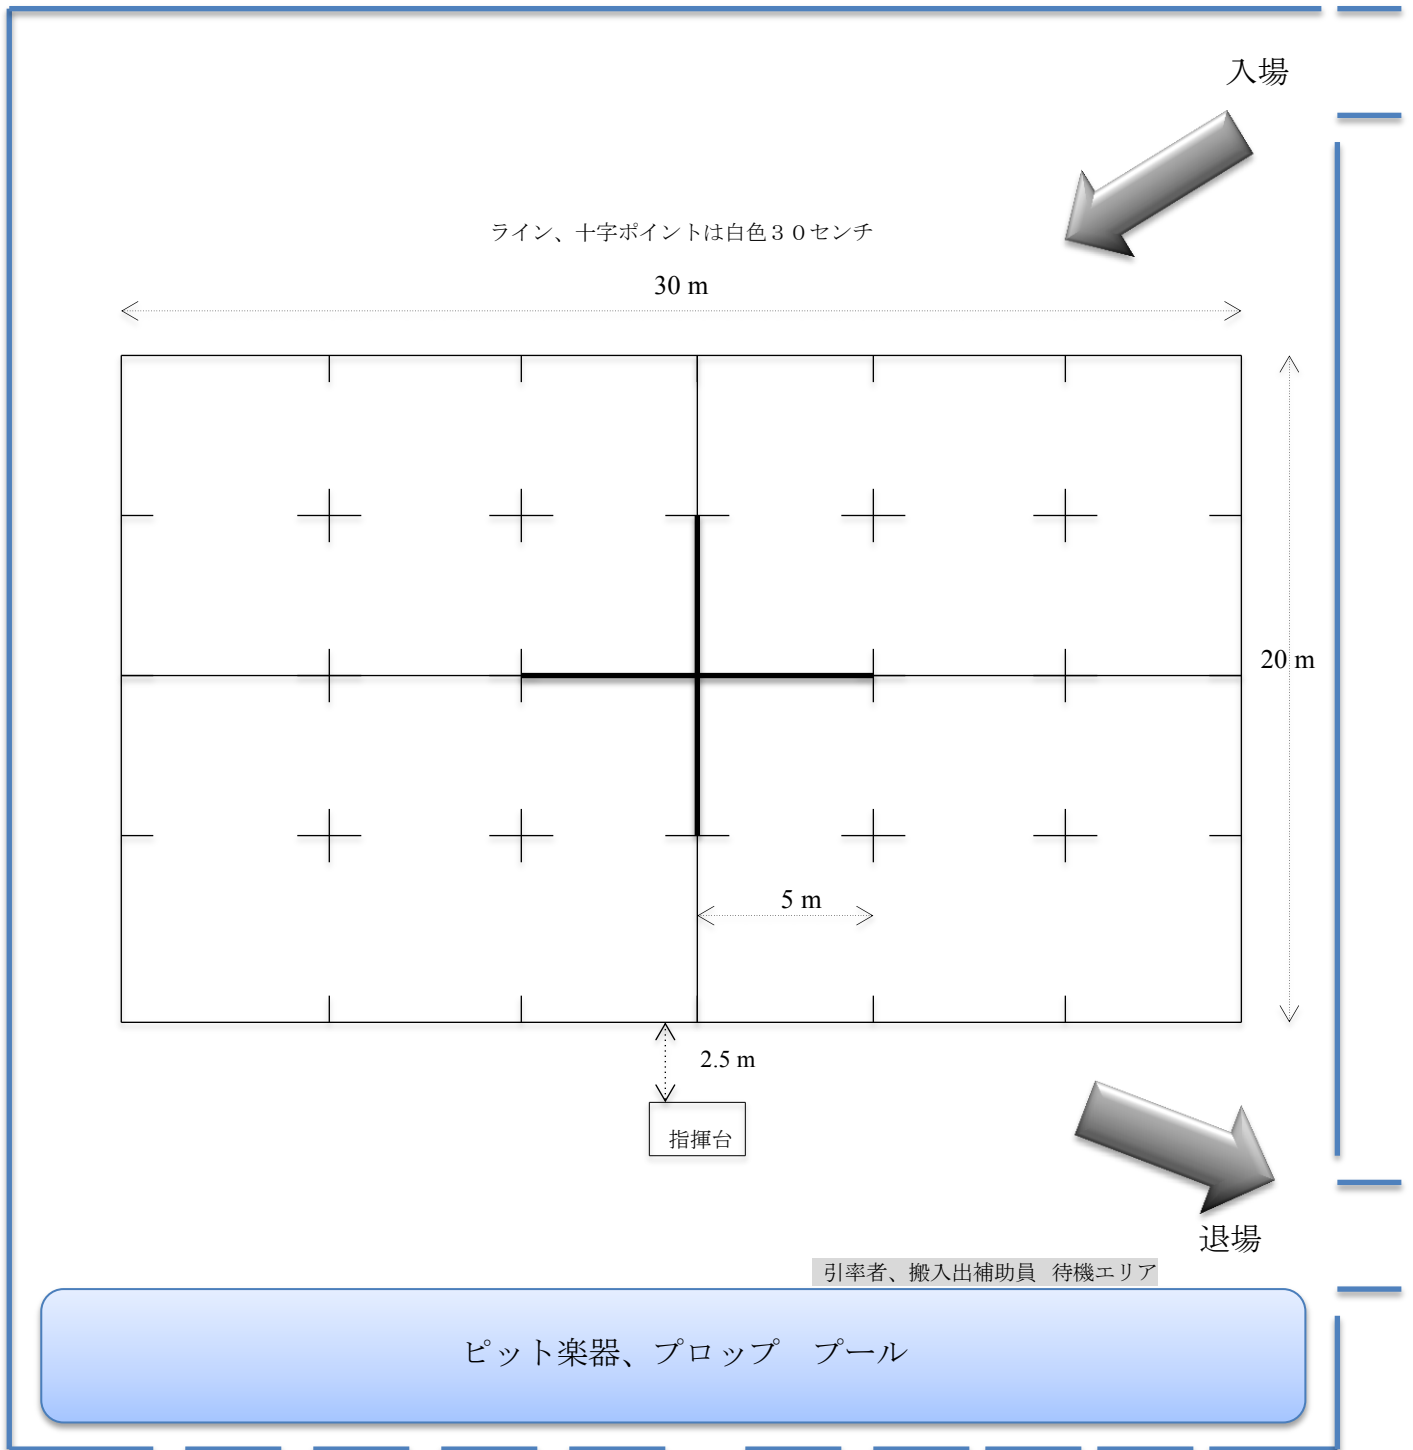 入場
ライン、十字ポイントは白色３０センチ
30 m
20 m
5 m
2.5 m
指揮台
退場
引率者、搬入出補助員 待機エリア
ピット楽器、プロップ　プール